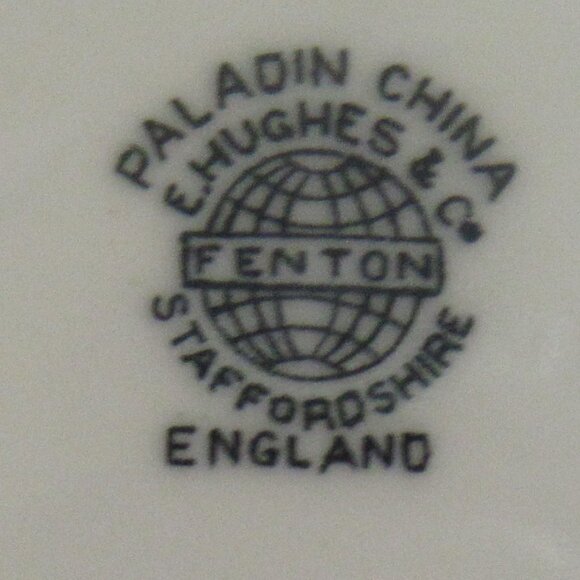 PALADIN CHINA
E. HUGHES & Co
FENTON
STAFFORDSHIRE
ENGLAND